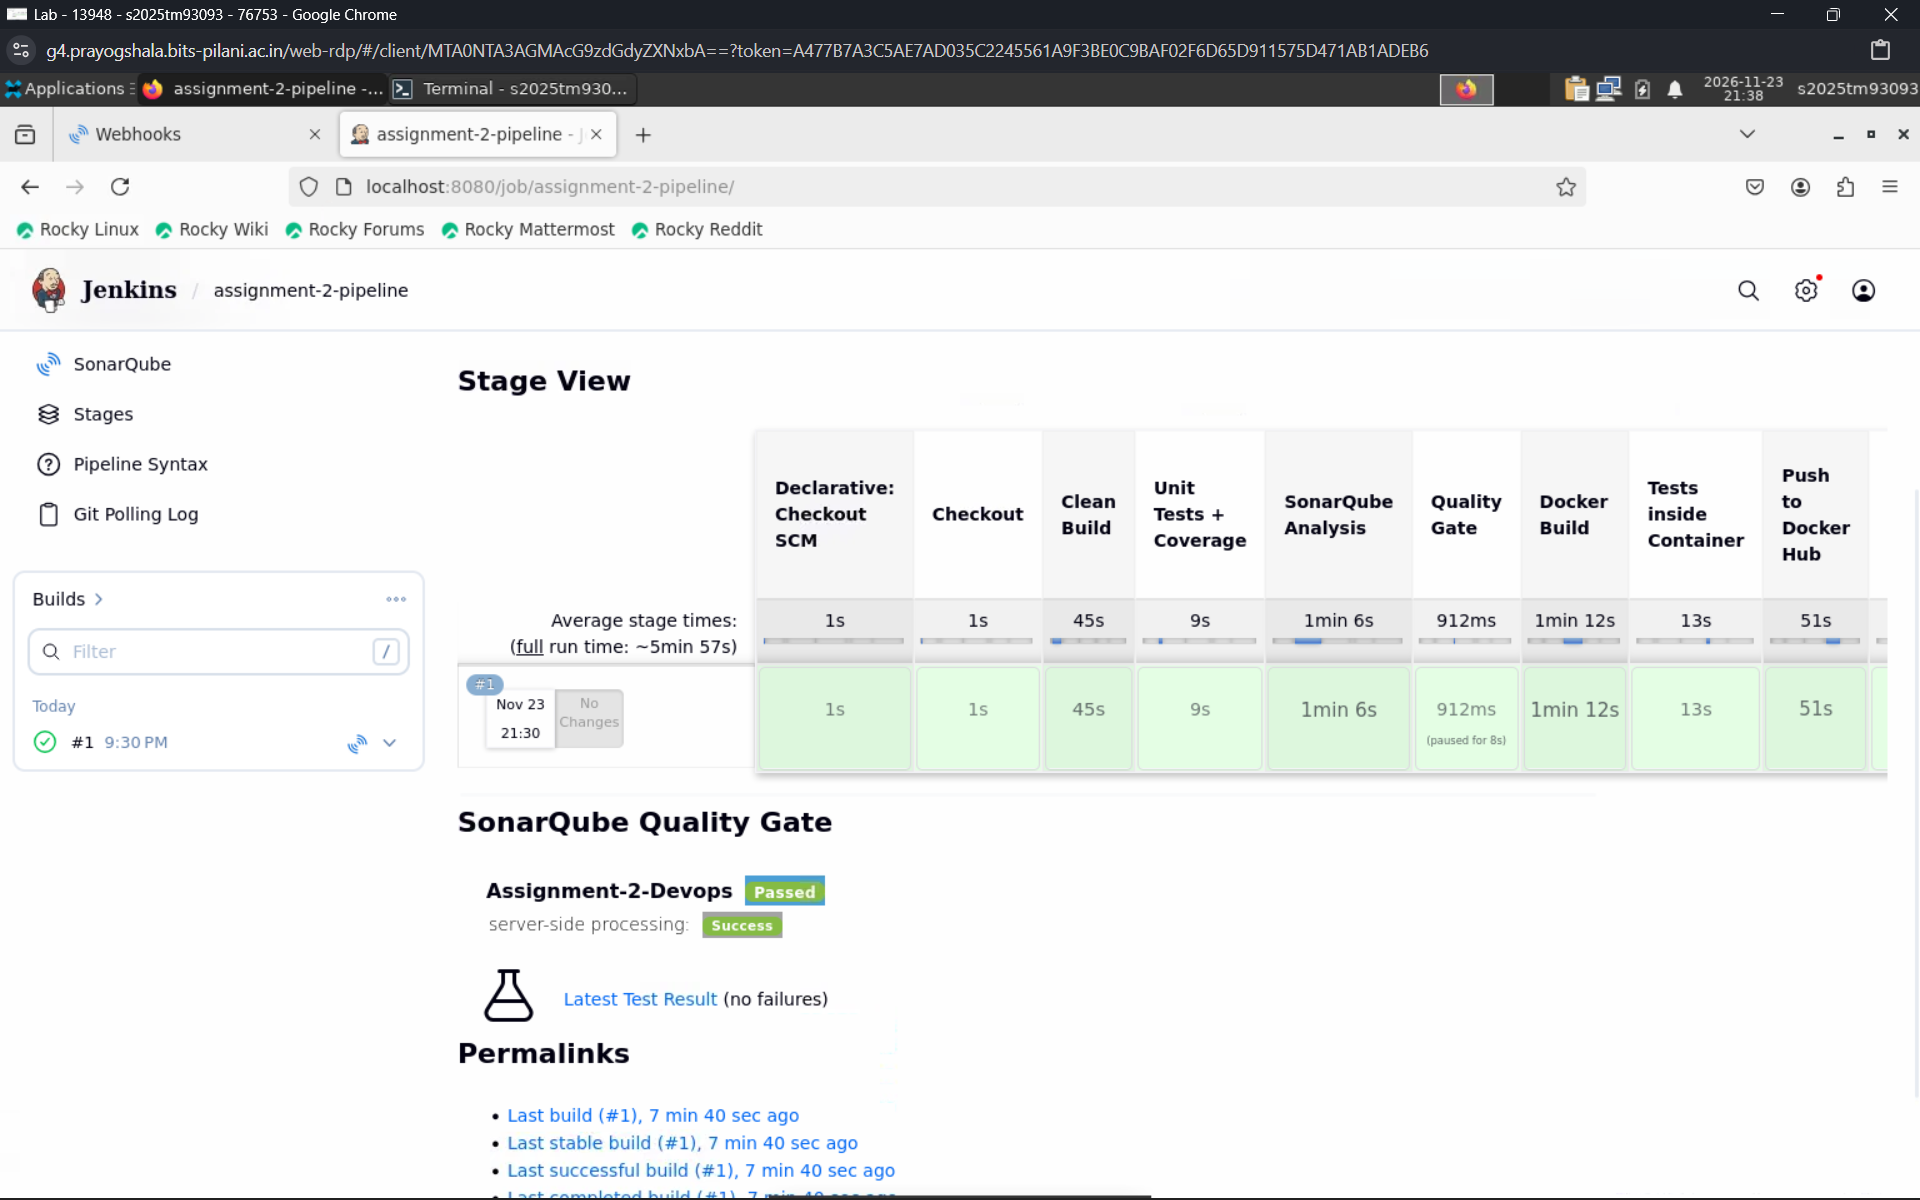 Lab - 13948 - s2025tm93093 - 76753 - Google Chrome
g4.prayogshala.bits-pilani.ac.in/web-rdp/#/client/MTA0NTA3AGMAcG9zdGdyZXNxbA==?token=A477B7A3C5AE7AD035C2245561A9F3BE0C9BAF02F6D65D911575D471AB1ADEB6
Applications assignment-2-pipeline -... Terminal - s2025tm930... 2026-11-23 s2025tm93093
21:38
Webhooks assignment-2-pipeline - J
localhost:8080/job/assignment-2-pipeline/
Rocky Linux Rocky Wiki Rocky Forums Rocky Mattermost Rocky Reddit
Jenkins / assignment-2-pipeline
SonarQube
Stages
Pipeline Syntax
Git Polling Log
Builds
Filter /
Today
#1 9:30 PM
Stage View
Declarative: Checkout SCM
Checkout
Clean Build
Unit Tests + Coverage
SonarQube Analysis
Quality Gate
Docker Build
Tests inside Container
Push to Docker Hub
Average stage times:
(full run time: ~5min 57s)
1s 1s 45s 9s 1min 6s 912ms 1min 12s 13s 51s
#1
Nov 23
21:30
No Changes
1s 1s 45s 9s 1min 6s 912ms 1min 12s 13s 51s
(paused for 8s)
SonarQube Quality Gate
Assignment-2-Devops Passed
server-side processing: Success
Latest Test Result (no failures)
Permalinks
• Last build (#1), 7 min 40 sec ago
• Last stable build (#1), 7 min 40 sec ago
• Last successful build (#1), 7 min 40 sec ago
Last completed build (#1), 7 min 40 sec ago